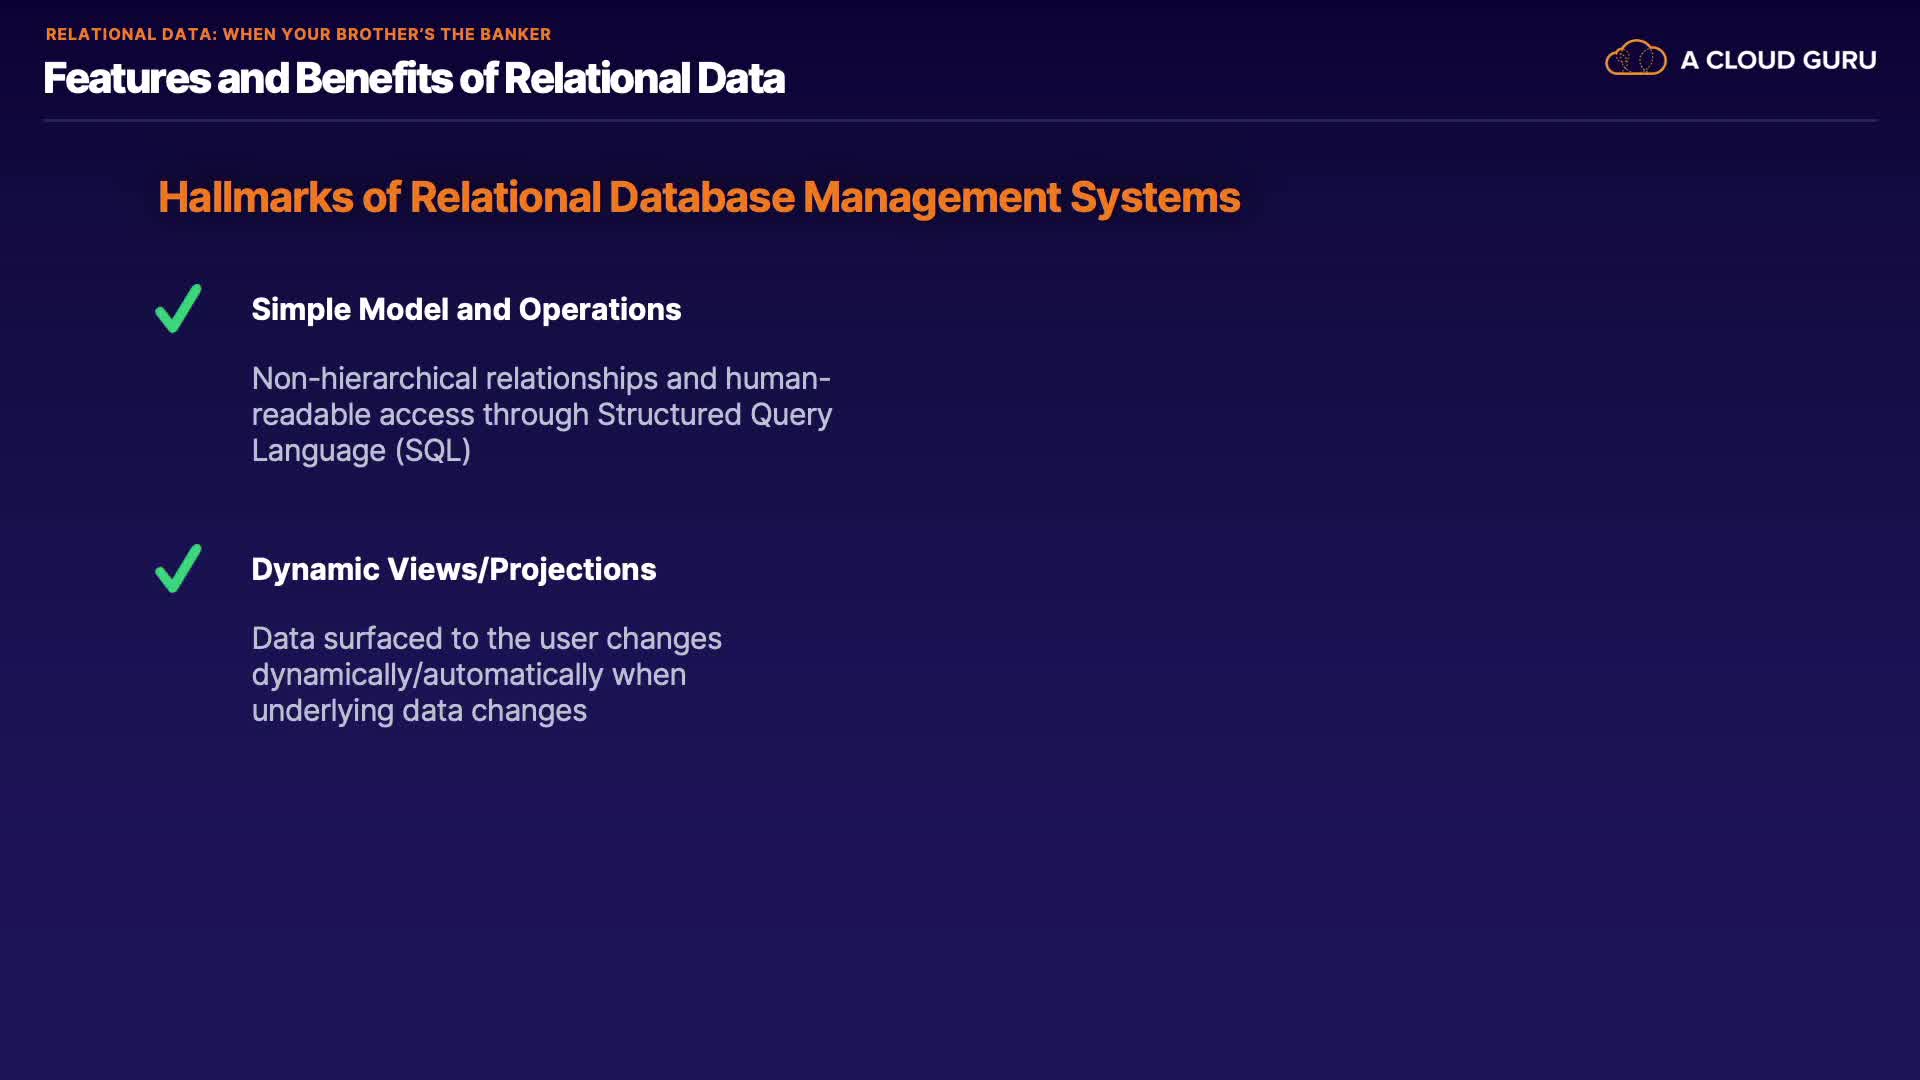 RELATIONAL DATA: WHEN YOUR BROTHER’S THE BANKER
Features and Benefits of Relational Data
A CLOUD GURU
Hallmarks of Relational Database Management Systems
Simple Model and Operations
Non-hierarchical relationships and human-
readable access through Structured Query
Language (SQL)
Dynamic Views/Projections
Data surfaced to the user changes
dynamically/automatically when
underlying data changes